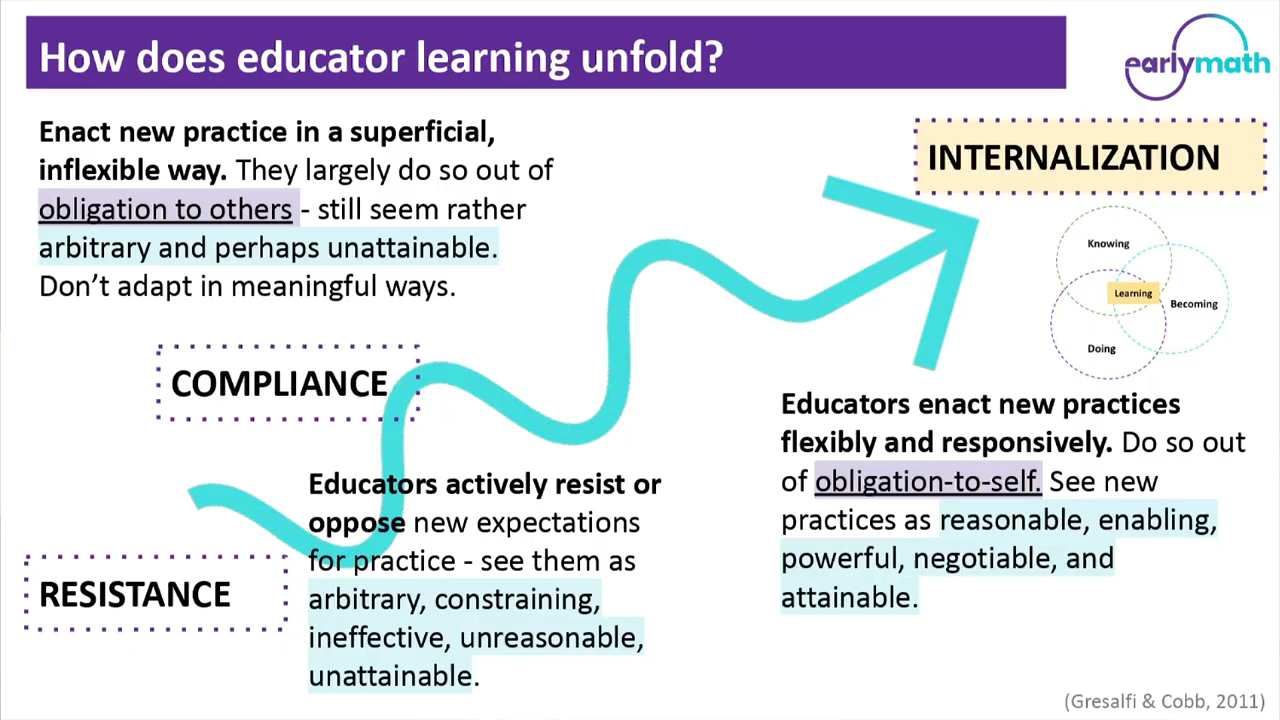 How does educator learning unfold?
earlymath
Enact new practice in a superficial,
inflexible way. They largely do so out of
obligation to others - still seem rather
arbitrary and perhaps unattainable.
Don’t adapt in meaningful ways.
COMPLIANCE
Educators actively resist or
oppose new expectations
for practice - see them as
arbitrary, constraining,
ineffective, unreasonable,
unattainable.
RESISTANCE
INTERNALIZATION
Knowing
Learning
Becoming
Doing
Educators enact new practices
flexibly and responsively. Do so out
of obligation-to-self. See new
practices as reasonable, enabling,
powerful, negotiable, and
attainable.
(Gresalfi & Cobb, 2011)